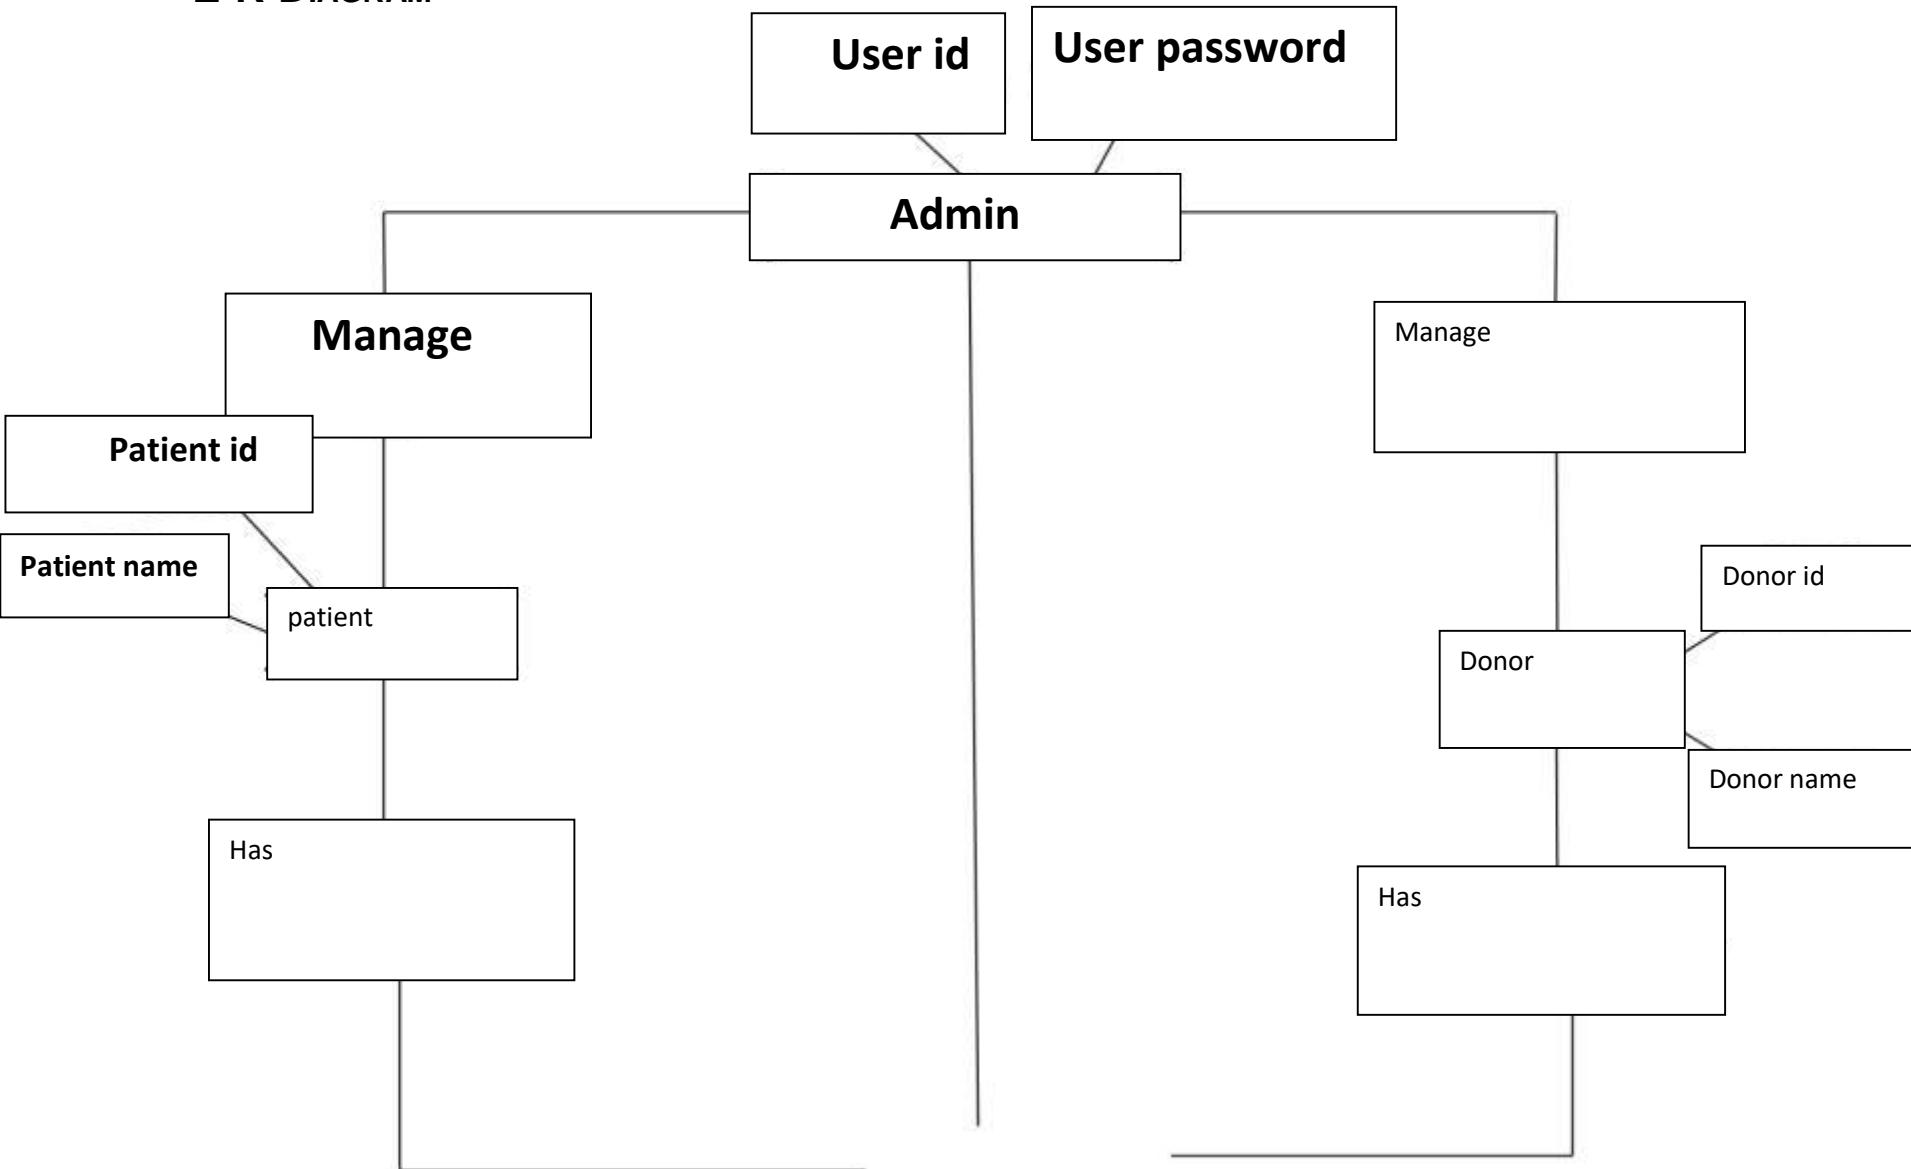 E-R DIAGRAM
User id
User password
Admin
Manage
Manage
Patient id
Patient name
patient
Donor id
Donor
Donor name
Has
Has